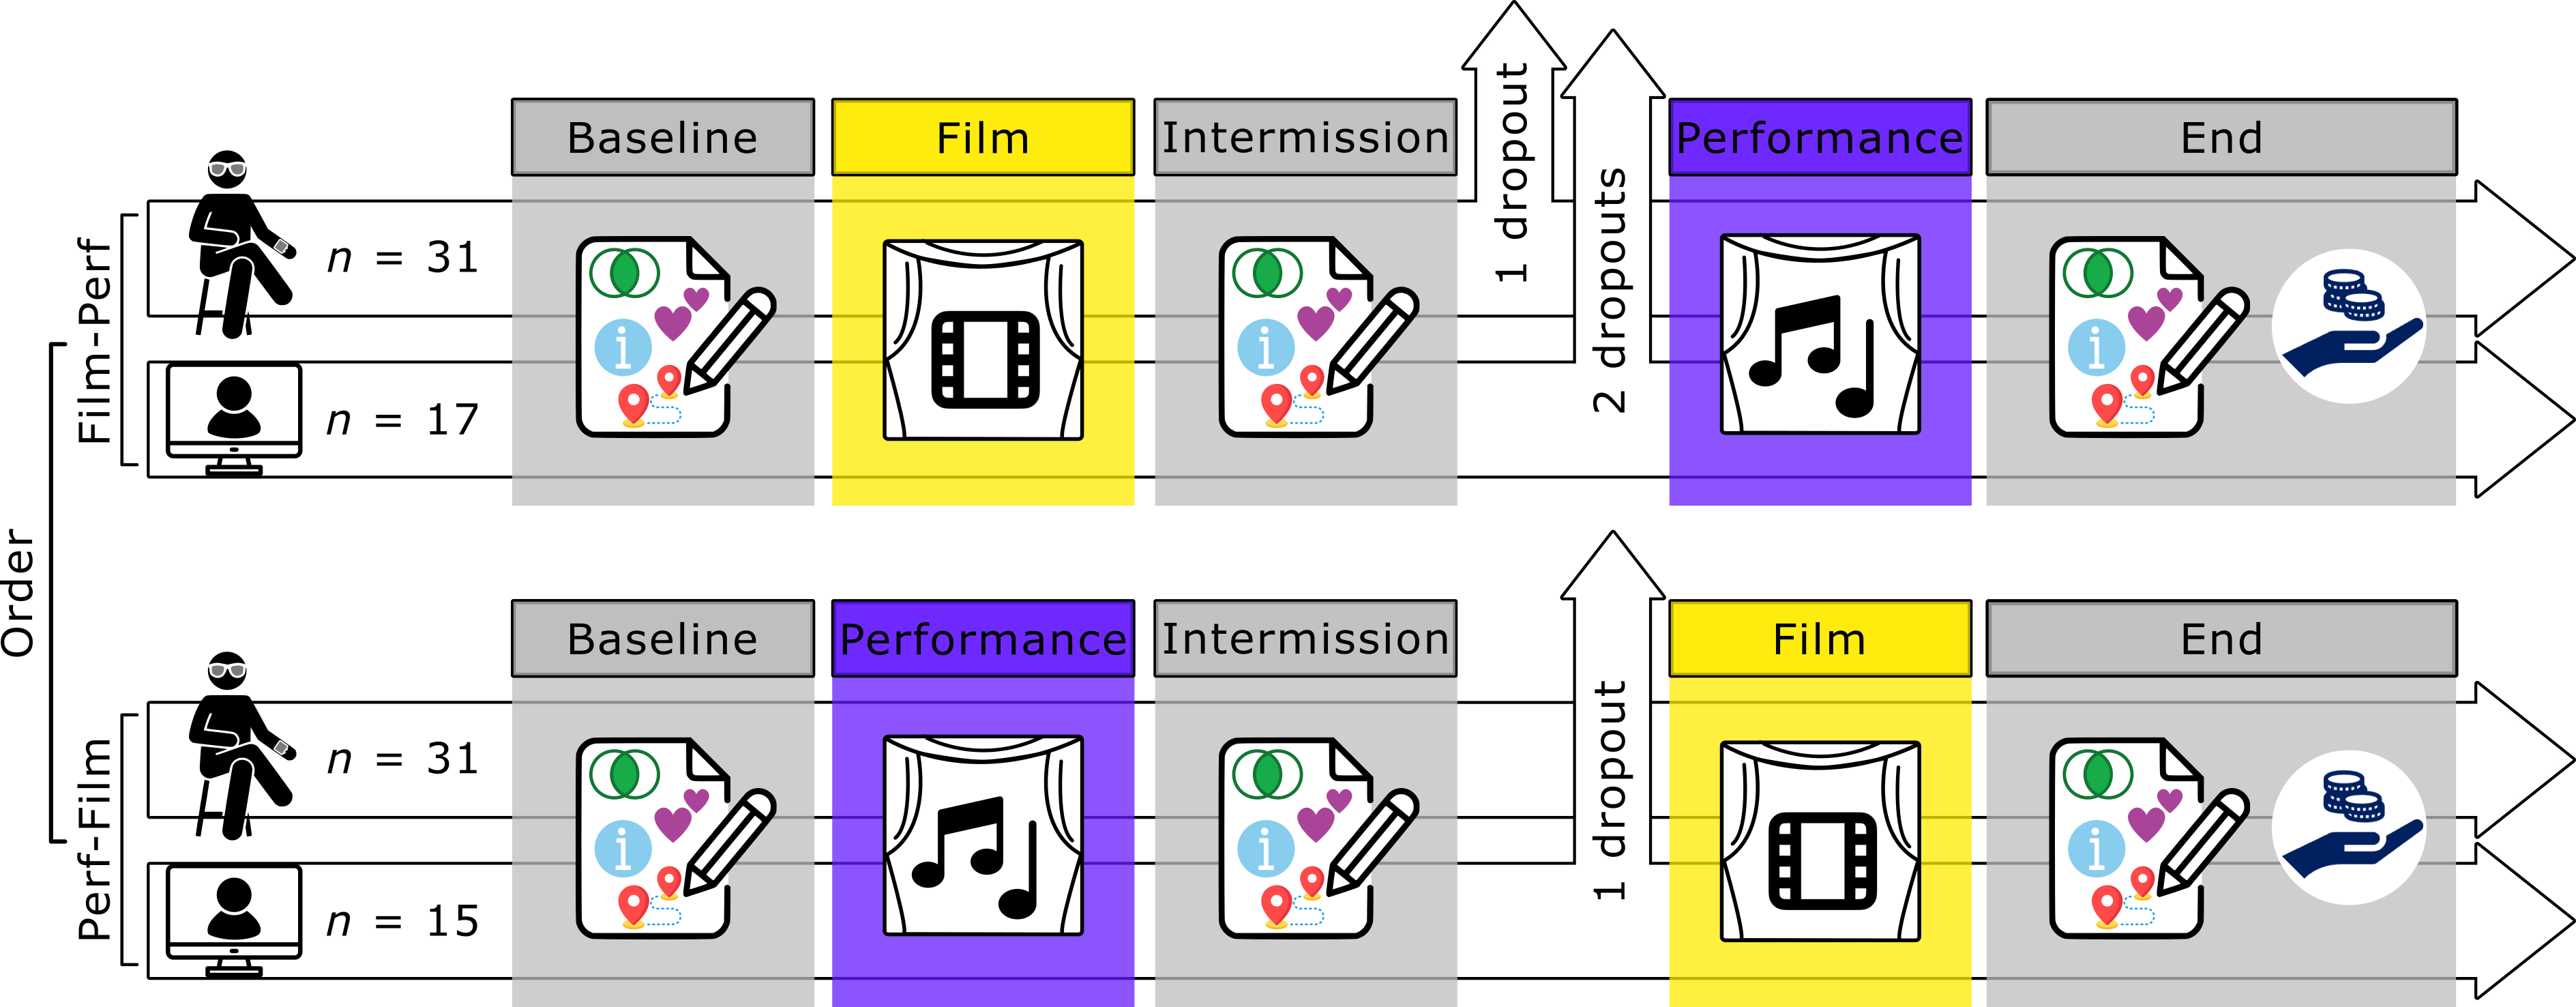 Order
Film-Perf
n = 31
n = 17
Baseline
Film
Intermission
1 dropout
2 dropouts
Performance
End
i
i
i
Perf-Film
n = 31
n = 15
Baseline
Performance
Intermission
1 dropout
Film
End
i
i
i